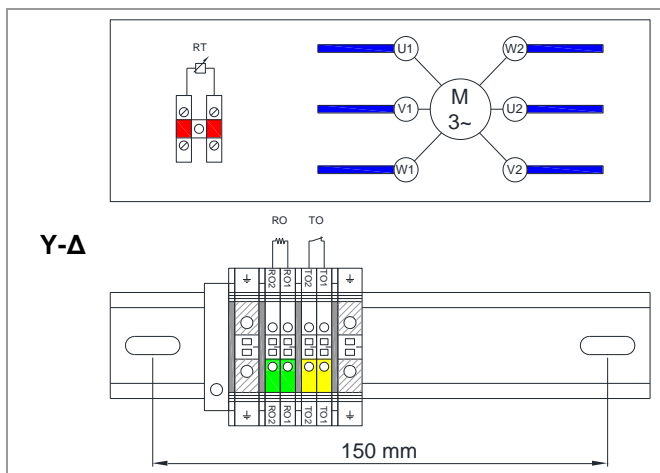 RT
U1
W2
M
3~
V1
U2
W1
V2
Y-Δ
RO
TO
RO2
RO1
TO2
TO1
RO2
RO1
TO2
TO1
150 mm